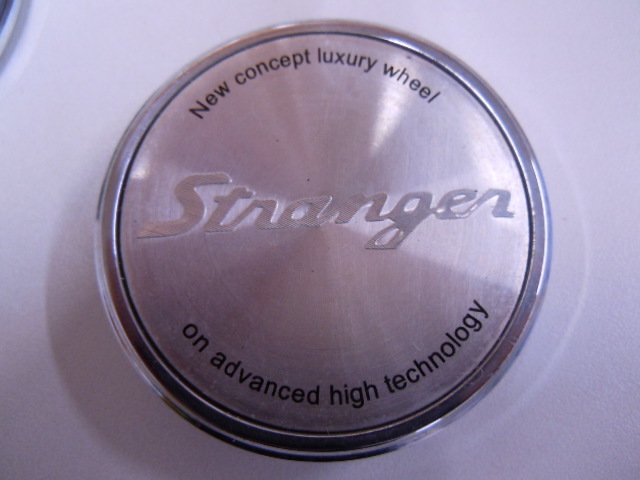 New concept luxury wheel
Stranger
on advanced high technology